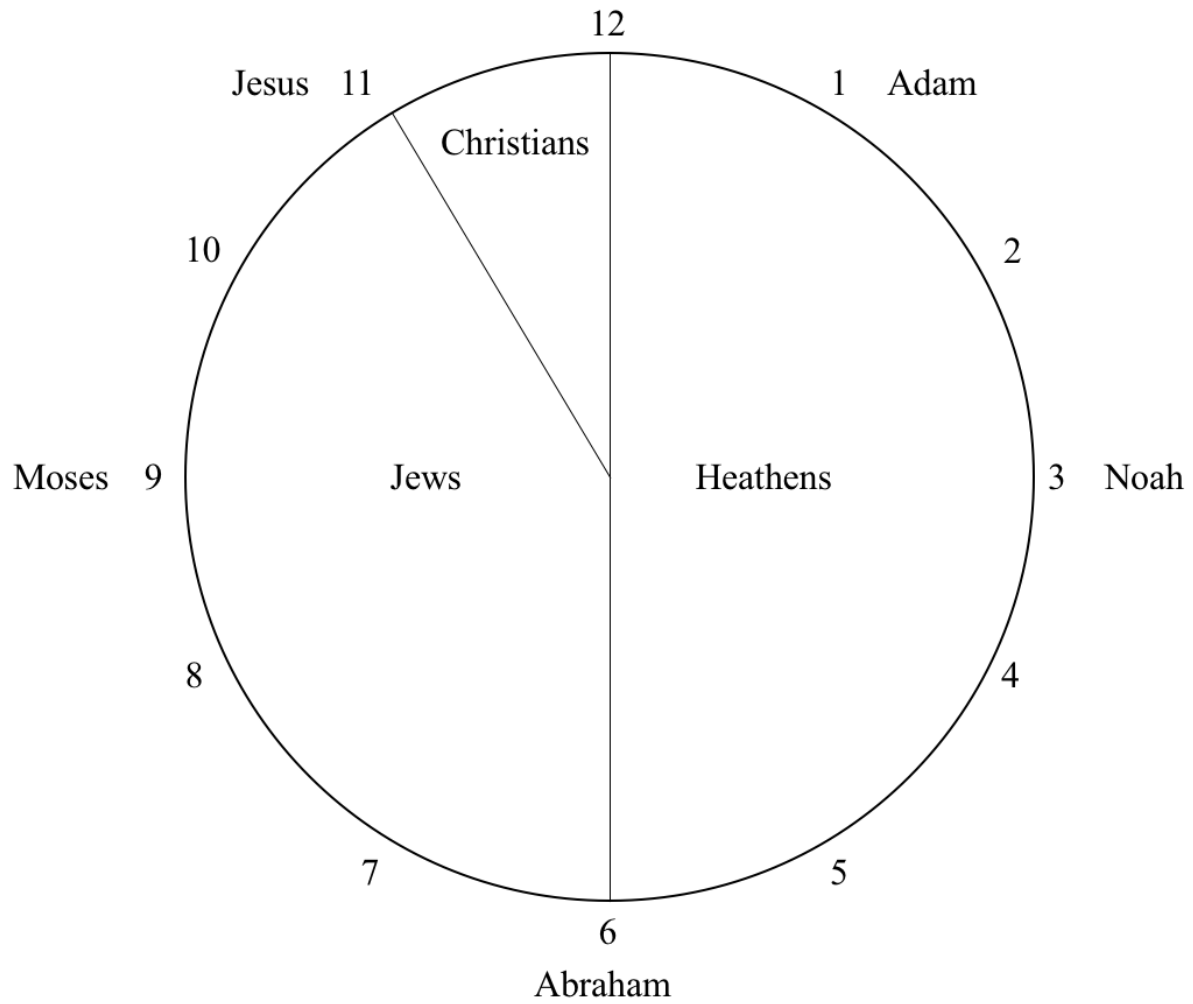 12
Jesus 11
1 Adam
Christians
10
2
Moses 9
Jews
Heathens
3 Noah
8
4
7
5
6
Abraham